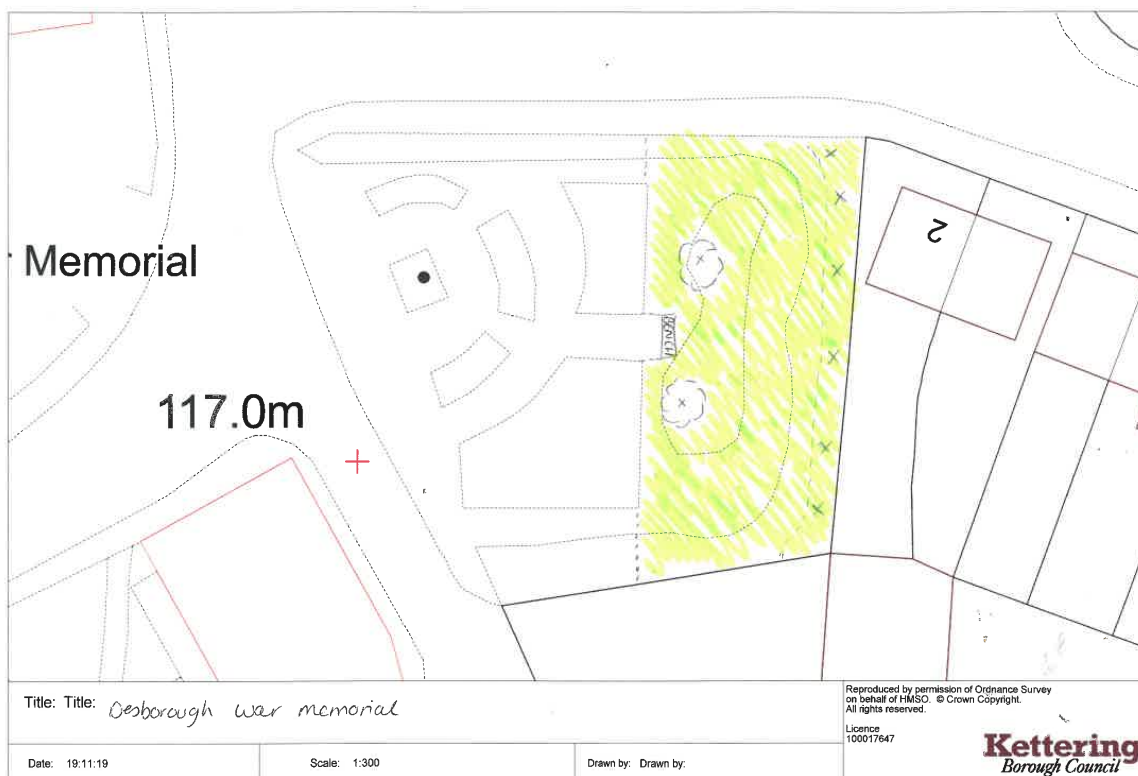 Memorial
2
BENCH
117.0m
Title: Title: Desborough war memorial
Date: 19:11:19
Scale: 1:300
Drawn by: Drawn by:
Reproduced by permission of Ordnance Survey
on behalf of HMSO. © Crown Copyright.
All rights reserved.
Licence
100017647
Kettering
Borough Council